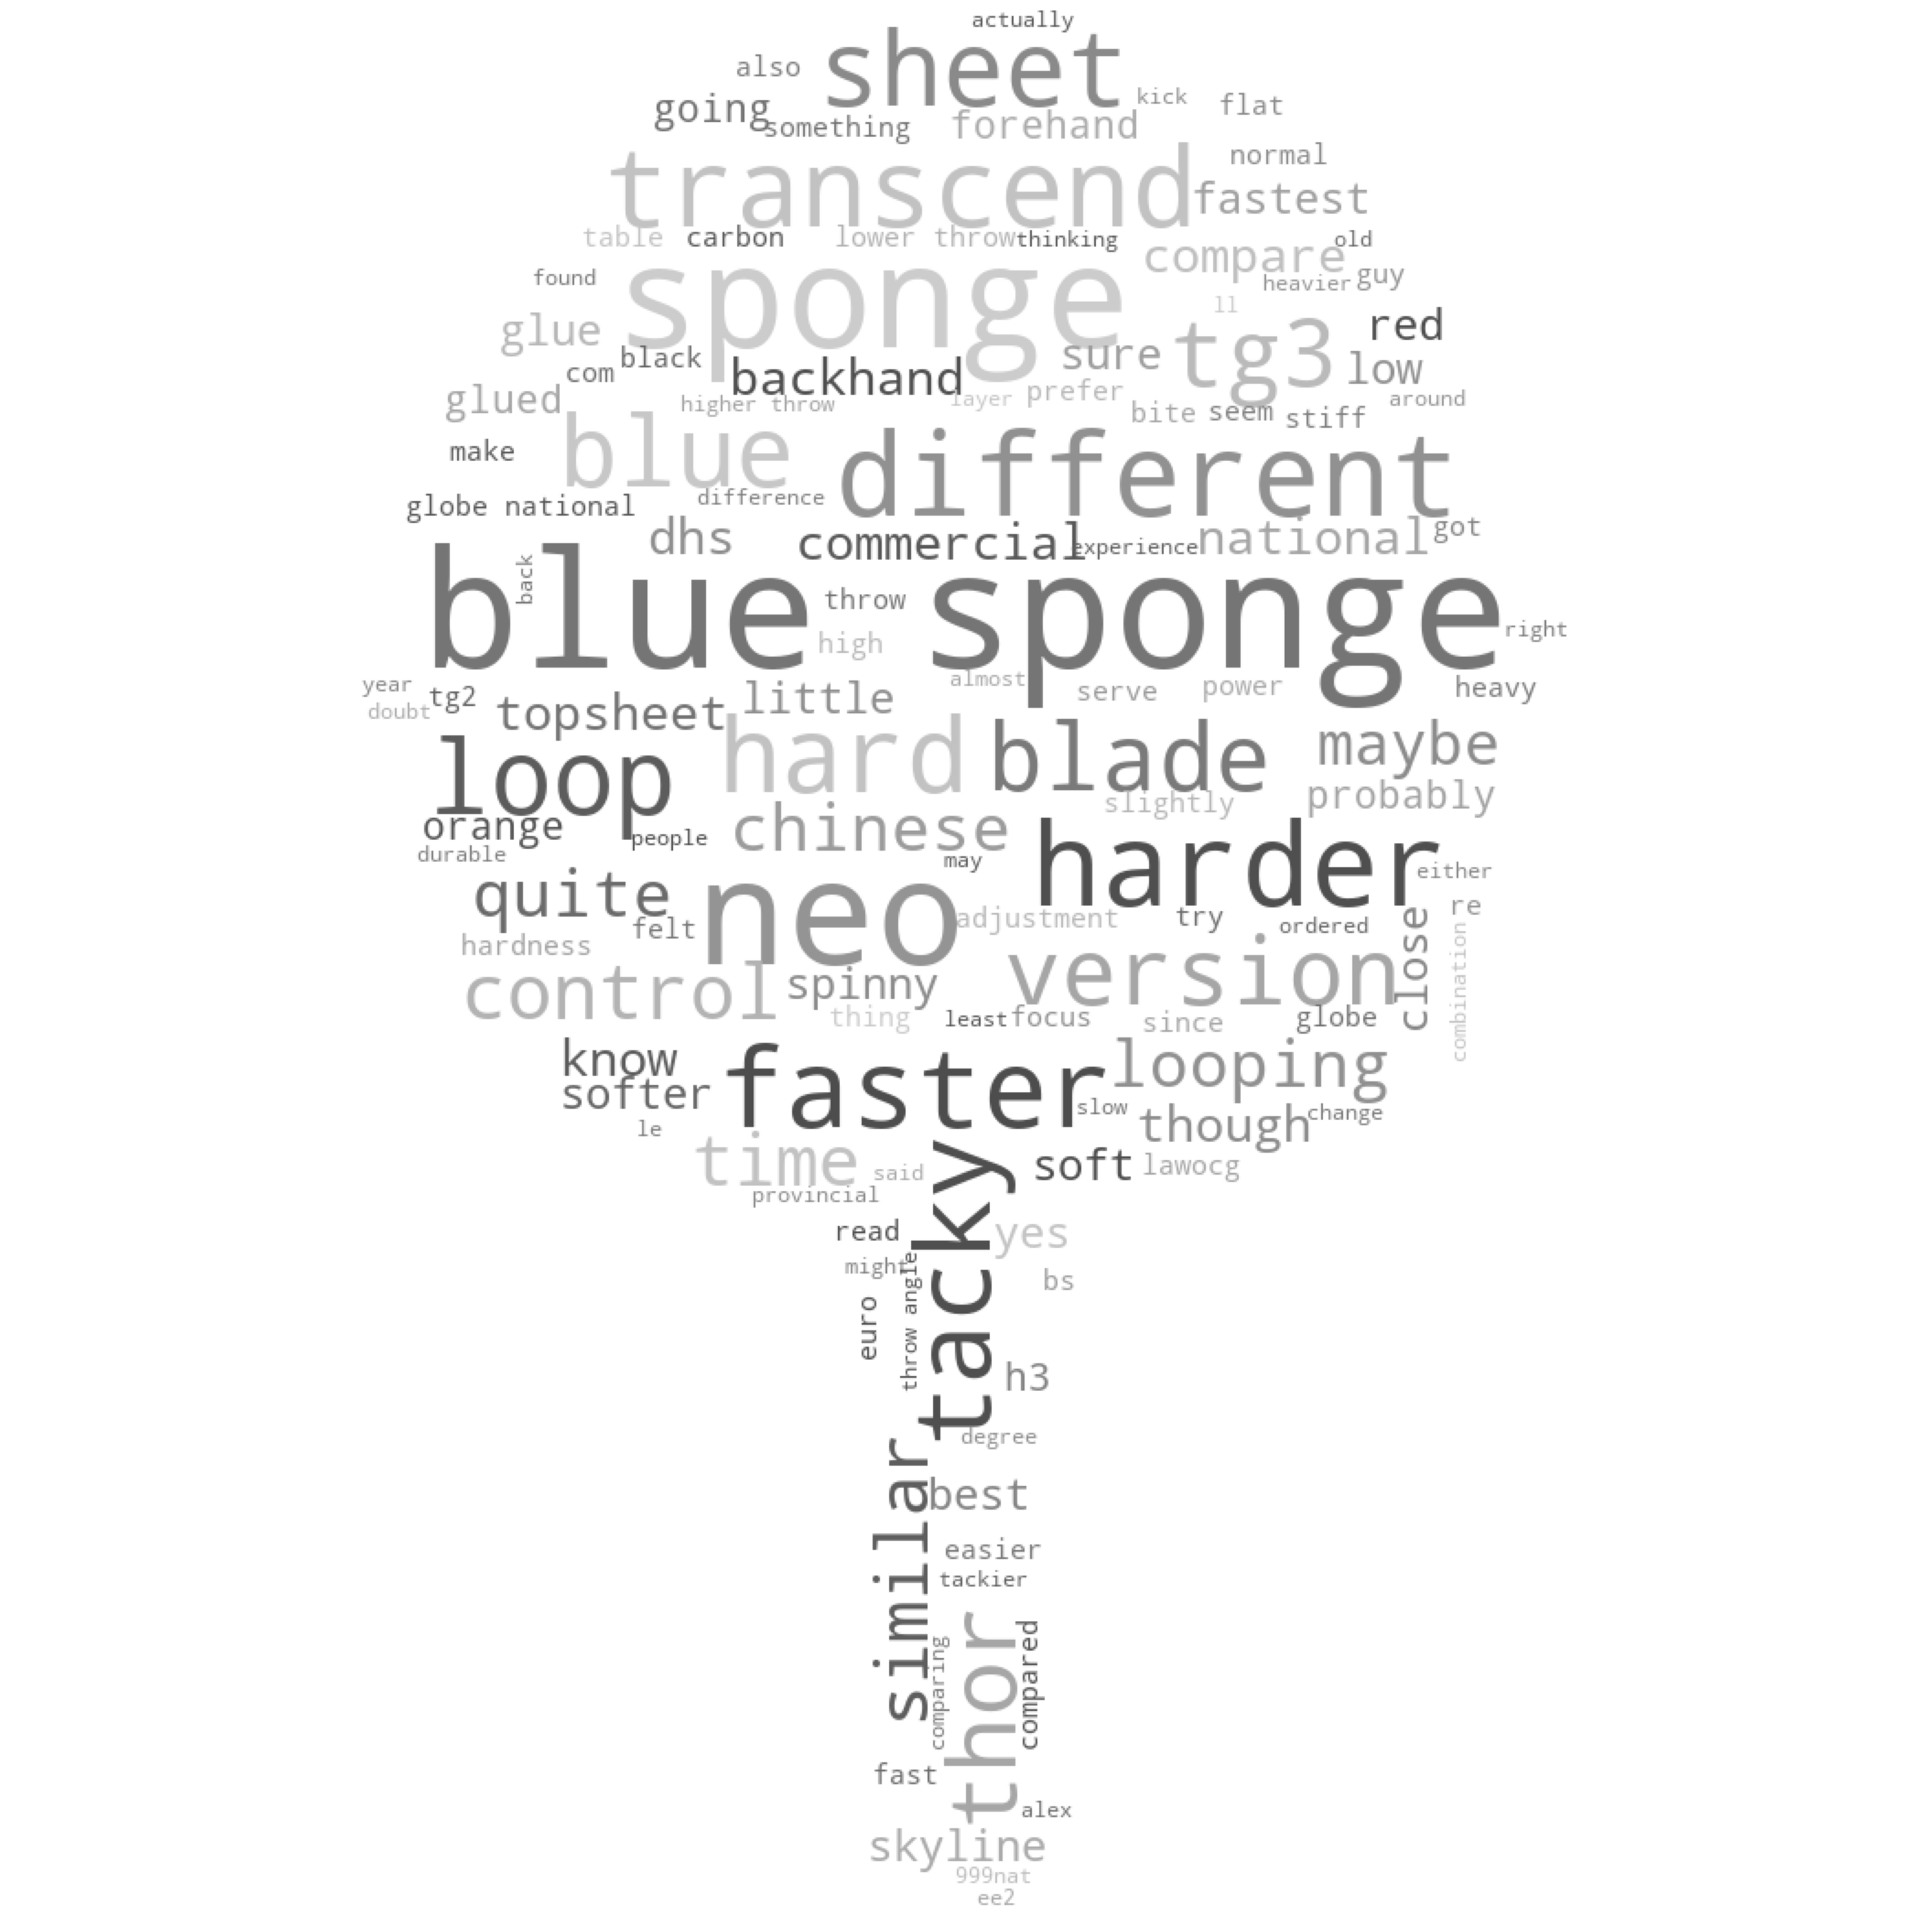 actually
sheet
also
kick
flat
going
something
forehand
normal
transcend
fastest
table
carbon
lower throw
thinking
old
compare
found
heavier
guy
sponge
ll
glue
tg3
red
black
sure
low
com
backhand
prefer
glued
higher throw
layer
around
bite
seem
stiff
blue
make
different
globe national
difference
dhs
commercial
experience
national
got
back
blue sponge
throw
high
right
year
tg2
almost
serve
power
heavy
doubt
topsheet
little
loop
hard
blade
maybe
slightly
probably
orange
people
chinese
durable
may
harder
either
quite
neo
felt
adjustment
try
ordered
close
re
hardness
combination
control
spinny
version
thing
least
focus
since
globe
know
faster
looping
softer
slow
though
change
le
time
said
tacky
soft
lawocg
provincial
read
yes
might
bs
euro
throw angle
h3
degree
similar
best
easier
tackier
comparing
thor
compared
fast
alex
skyline
999nat
ee2